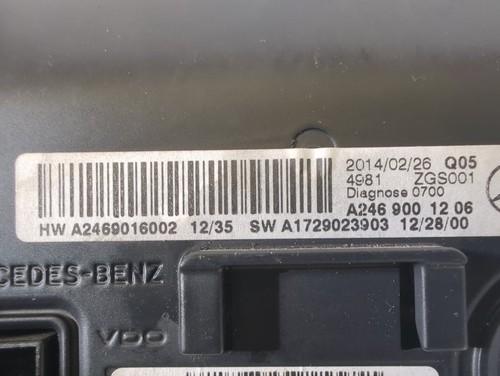 2014/02/26 Q05
4981 ZGS001
Diagnose 0700
A246 900 12 06
HW A2469016002 12/35 SW A1729023903 12/28/00
CEDES-BENZ
VDO